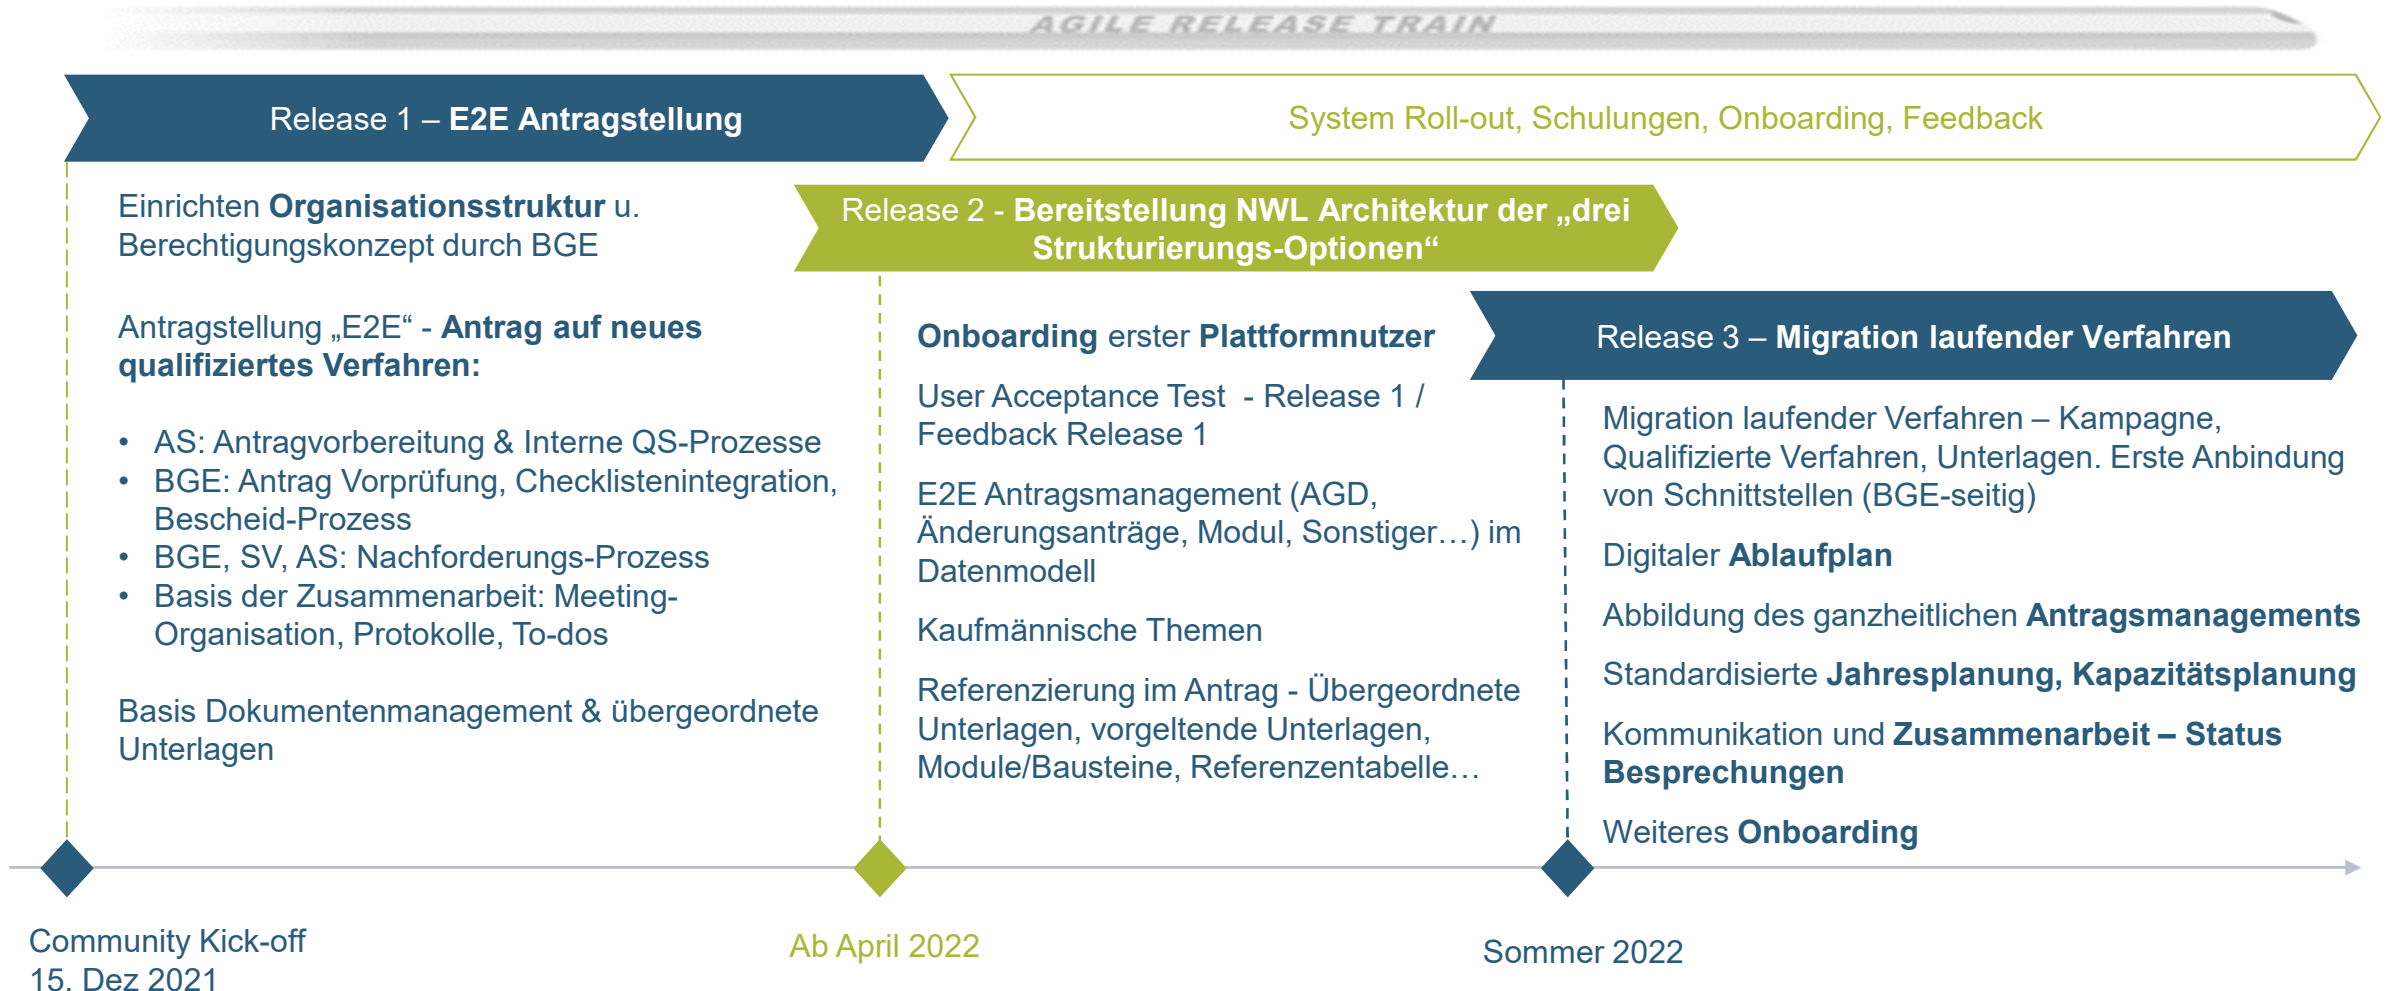 AGILE RELEASE TRAIN
Release 1 – E2E Antragstellung
System Roll-out, Schulungen, Onboarding, Feedback
Einrichten Organisationsstruktur u.
Berechtigungskonzept durch BGE
Antragstellung „E2E“ - Antrag auf neues
qualifiziertes Verfahren:
• AS: Antragvorbereitung & Interne QS-Prozesse
• BGE: Antrag Vorprüfung, Checklistenintegration,
Bescheid-Prozess
• BGE, SV, AS: Nachforderungs-Prozess
• Basis der Zusammenarbeit: Meeting-
Organisation, Protokolle, To-dos
Basis Dokumentenmanagement & übergeordnete
Unterlagen
Release 2 - Bereitstellung NWL Architektur der „drei
Strukturierungs-Optionen“
Onboarding erster Plattformnutzer
User Acceptance Test  - Release 1 /
Feedback Release 1
E2E Antragsmanagement (AGD,
Änderungsanträge, Modul, Sonstiger…) im
Datenmodell
Kaufmännische Themen
Referenzierung im Antrag - Übergeordnete
Unterlagen, vorgeltende Unterlagen,
Module/Bausteine, Referenzentabelle…
Release 3 – Migration laufender Verfahren
Migration laufender Verfahren – Kampagne,
Qualifizierte Verfahren, Unterlagen. Erste Anbindung
von Schnittstellen (BGE-seitig)
Digitaler Ablaufplan
Abbildung des ganzheitlichen Antragsmanagements
Standardisierte Jahresplanung, Kapazitätsplanung
Kommunikation und Zusammenarbeit – Status
Besprechungen
Weiteres Onboarding
Community Kick-off
15. Dez 2021
Ab April 2022
Sommer 2022